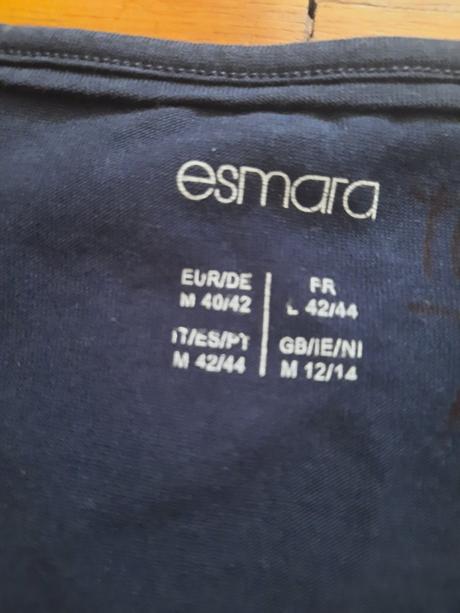 esmara
EUR/DE
M 40/42
FR
L 42/44
IT/ES/PT
M 42/44
GB/IE/NI
M 12/14